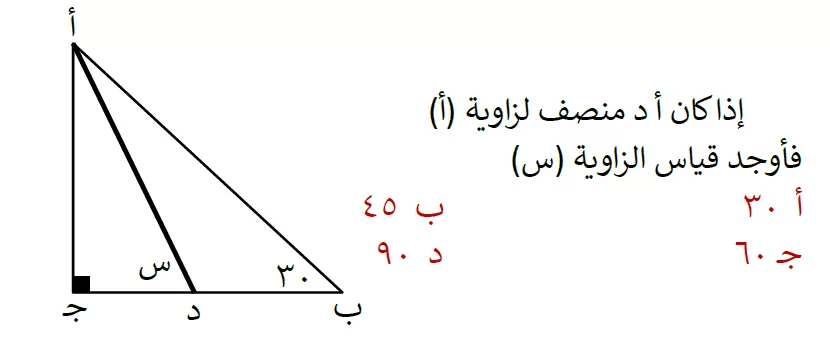 إذا كان أ د منصف لزاوية (أ)
فأوجد قياس الزاوية (س)
أ ٣٠ ب ٤٥
جـ ٦٠ د ٩٠
أ
س ٣٠
جـ د ب